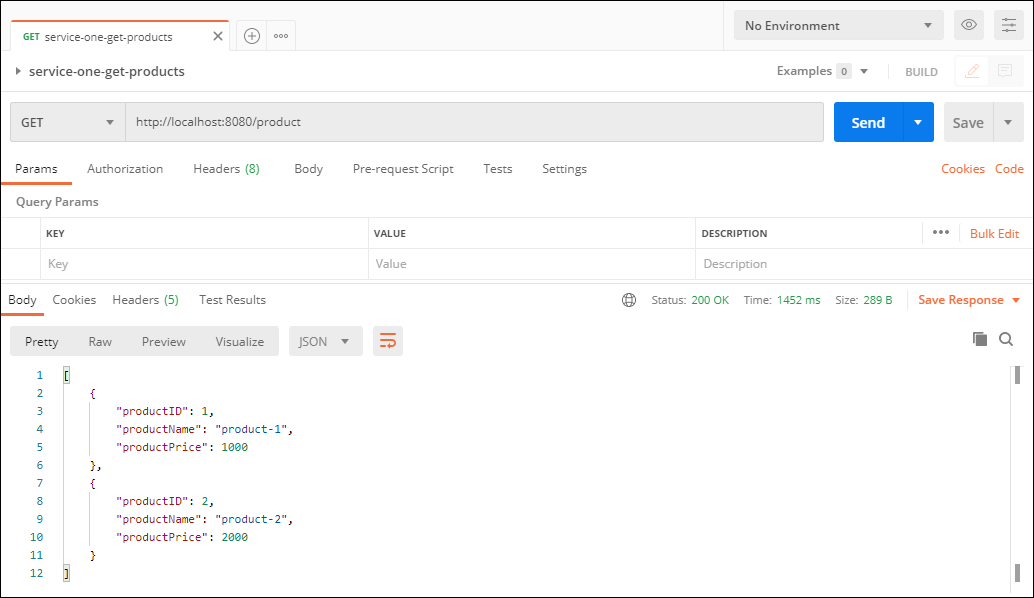 GET service-one-get-products
No Environment
service-one-get-products
Examples 0
BUILD
GET
http://localhost:8080/product
Send
Save
Params Authorization Headers (8) Body Pre-request Script Tests Settings Cookies Code
Query Params
KEY VALUE DESCRIPTION Bulk Edit
Key Value Description
Body Cookies Headers (5) Test Results Status: 200 OK Time: 1452 ms Size: 289 B Save Response
Pretty Raw Preview Visualize JSON
1 [
2 {
3 "productID": 1,
4 "productName": "product-1",
5 "productPrice": 1000
6 },
7 {
8 "productID": 2,
9 "productName": "product-2",
10 "productPrice": 2000
11 }
12 ]